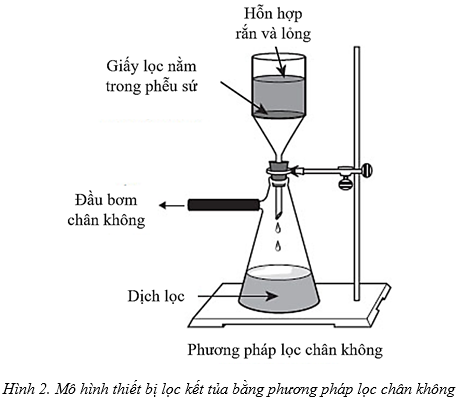 Hỗn hợp
rắn và lỏng
Giấy lọc nằm
trong phễu sứ
Đầu bơm
chân không
Dịch lọc
Phương pháp lọc chân không
Hình 2. Mô hình thiết bị lọc kết tủa bằng phương pháp lọc chân không